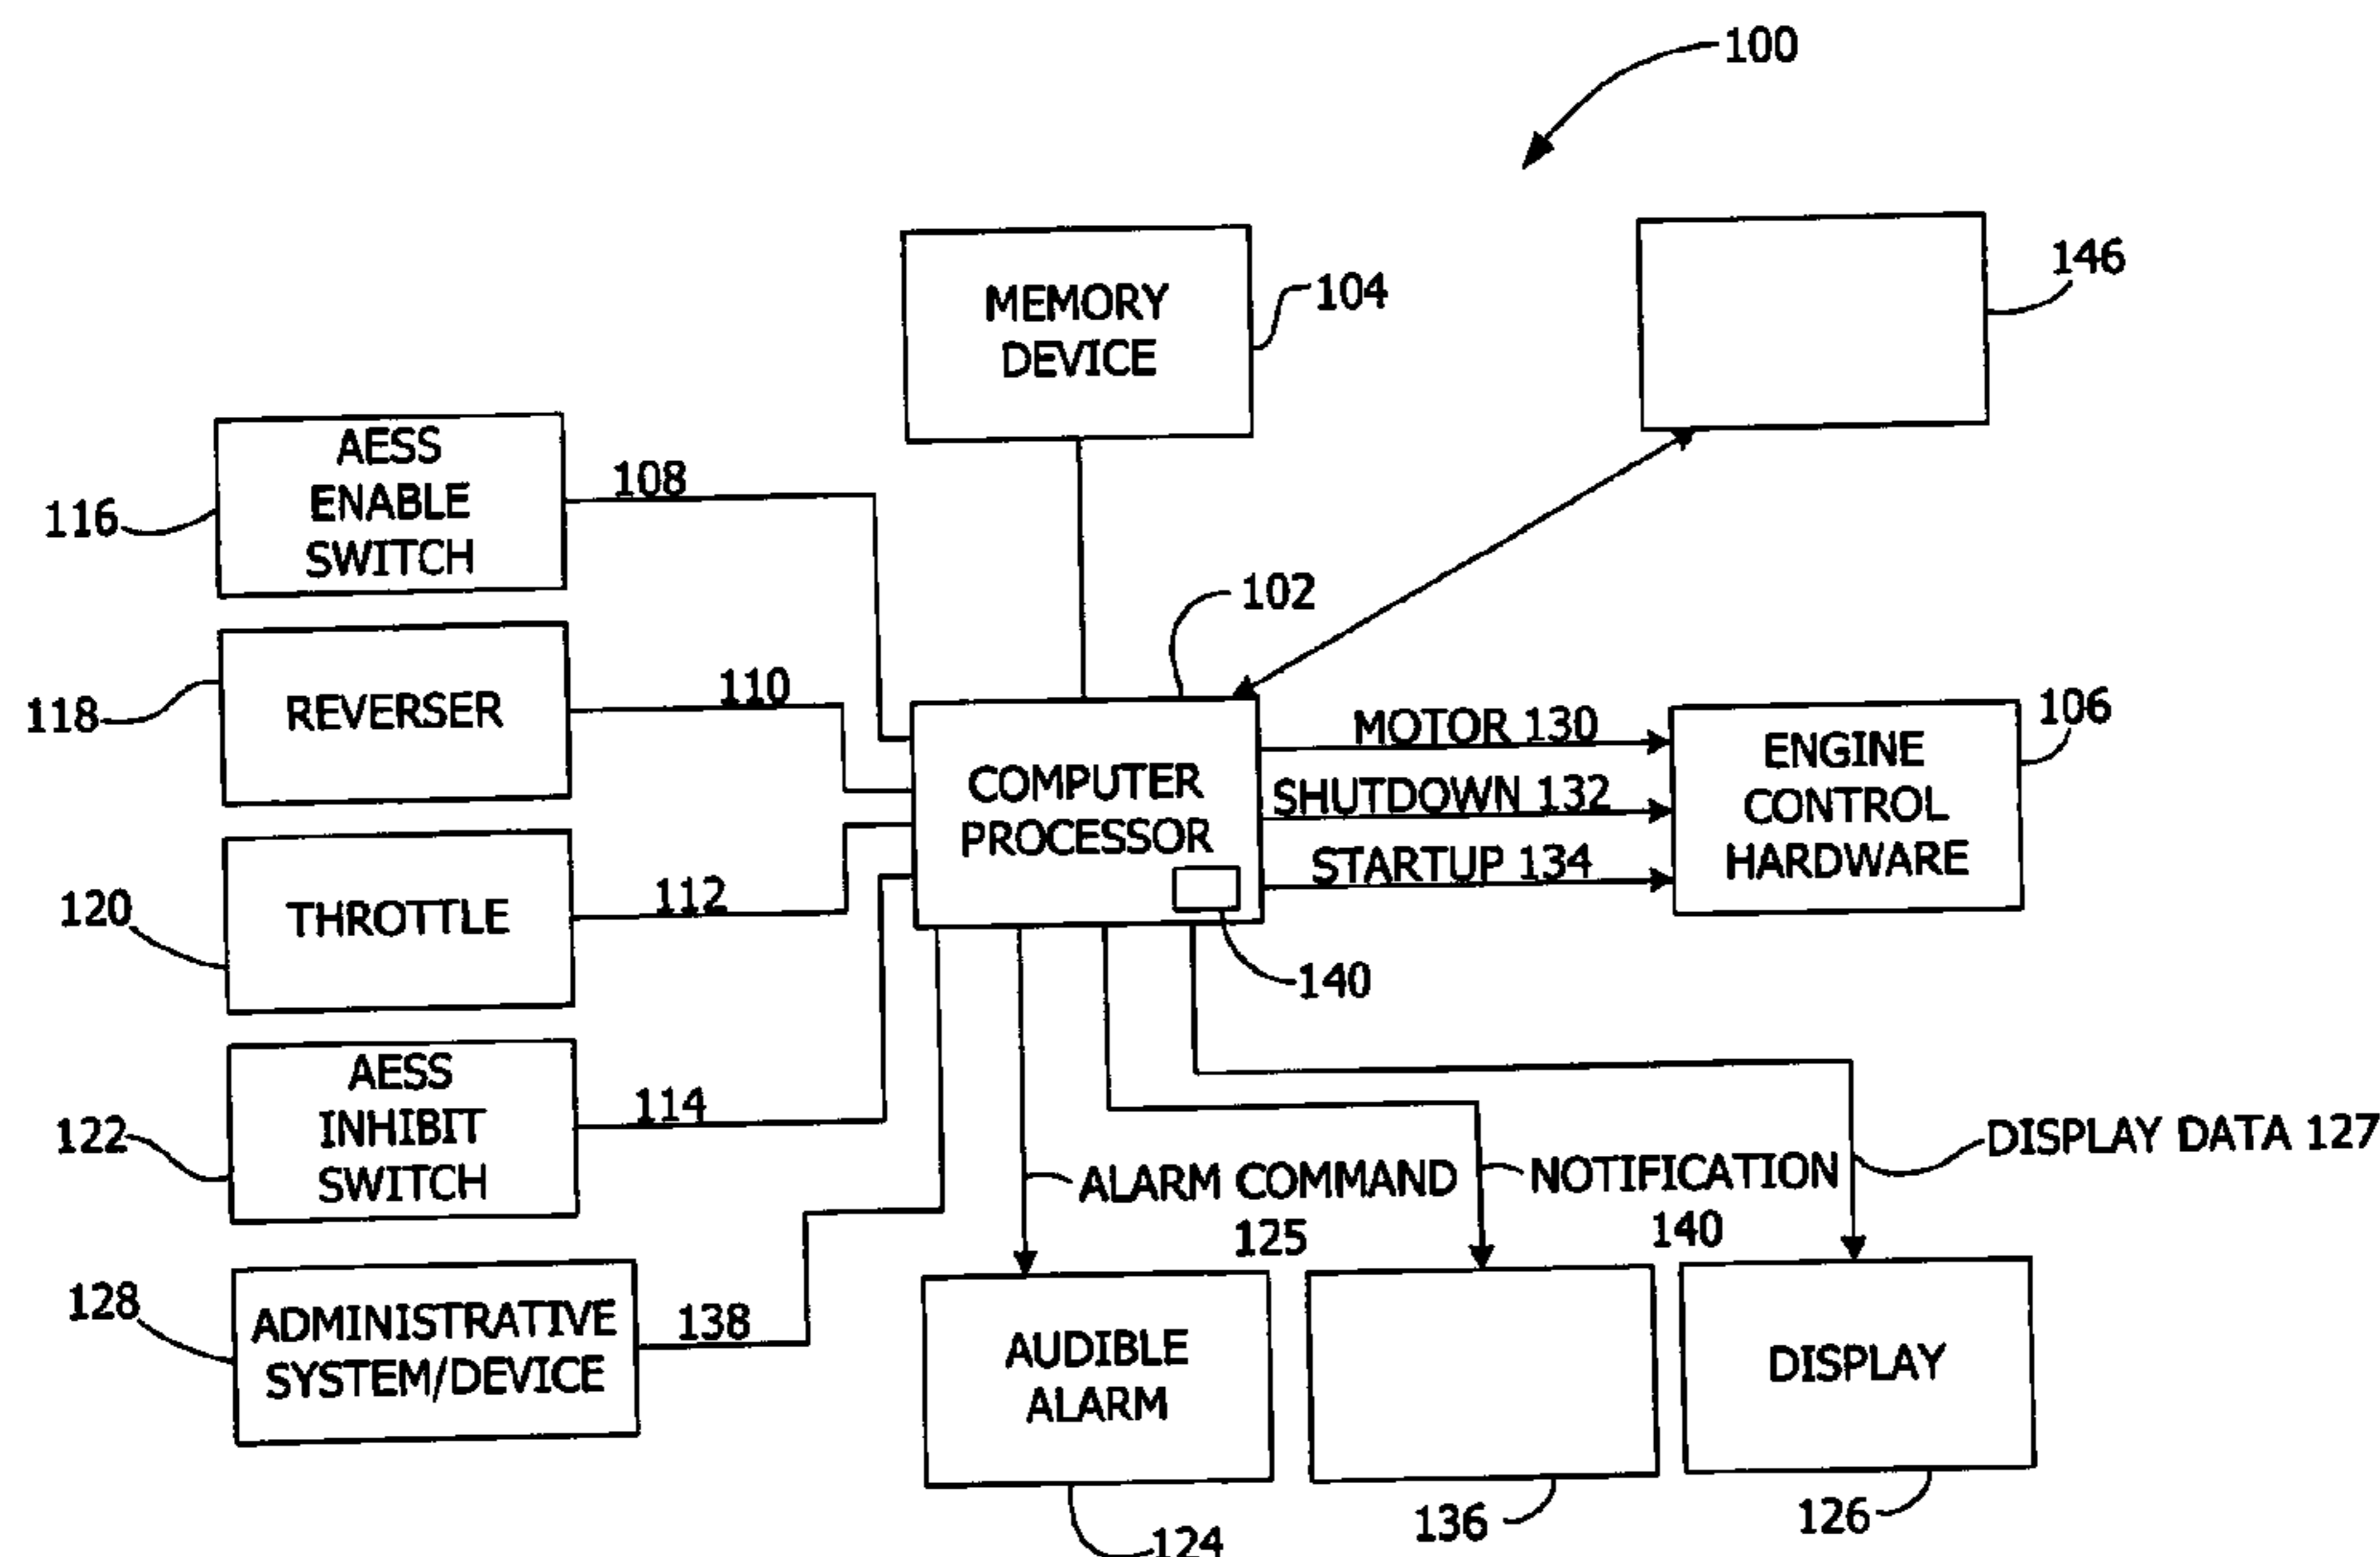 100
MEMORY
DEVICE
104
146
AESS
ENABLE
SWITCH
116
108
REVERSER
118
110
102
COMPUTER
PROCESSOR
MOTOR 130
SHUTDOWN 132
STARTUP 134
ENGINE
CONTROL
HARDWARE
106
THROTTLE
120
112
140
AESS
INHIBIT
SWITCH
122
114
ALARM COMMAND
125
NOTIFICATION
140
DISPLAY DATA 127
ADMINISTRATIVE
SYSTEM/DEVICE
128
138
AUDIBLE
ALARM
DISPLAY
124
136
126